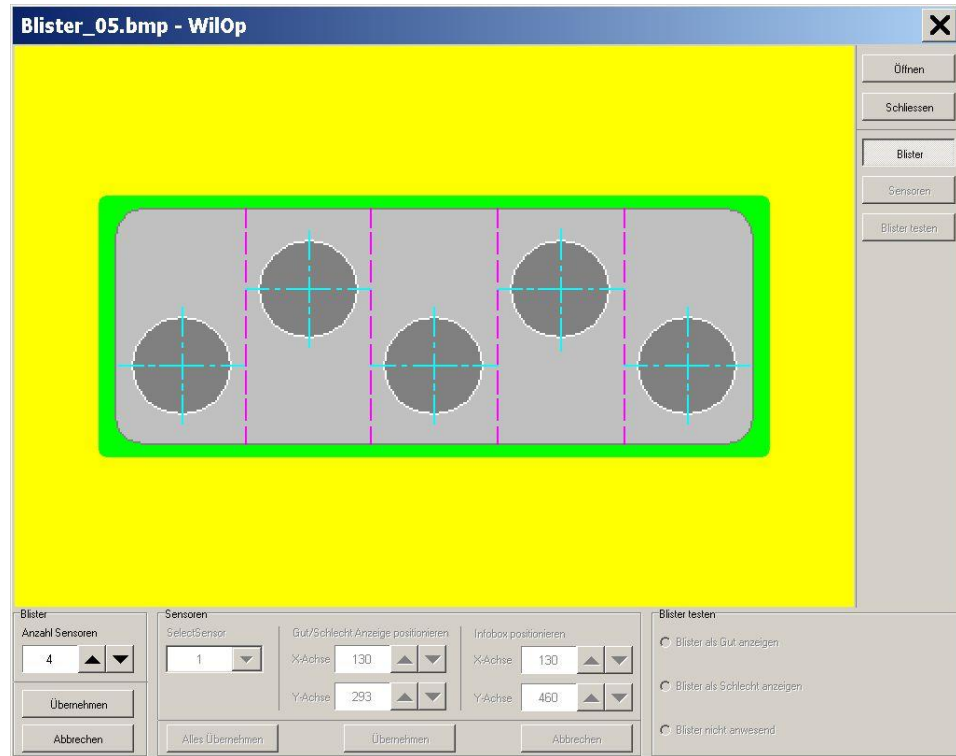 Blister_05.bmp - WilOp
Öffnen
Schliessen
Blister
Sensoren
Blister testen
Blister
Anzahl Sensoren
4
Übernehmen
Abbrechen
Sensoren
SelectSensor
1
Gut/Schlecht Anzeige positionieren
X-Achse 130
Y-Achse 293
Infobox positionieren
X-Achse 130
Y-Achse 460
Alles Übernehmen Übernehmen Abbrechen
Blister testen
Blister als Gut anzeigen
Blister als Schlecht anzeigen
Blister nicht anwesend